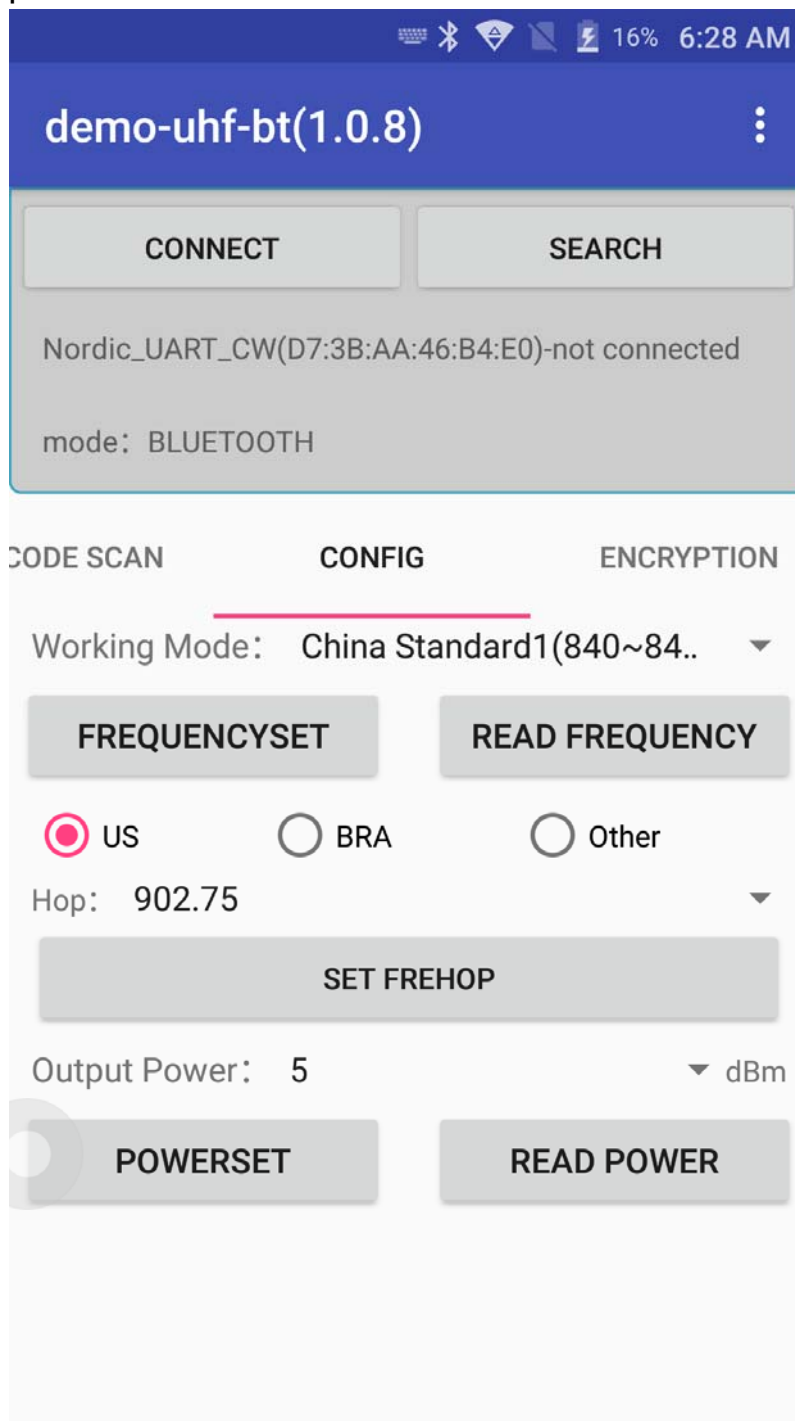 16% 6:28 AM
demo-uhf-bt(1.0.8)
CONNECT SEARCH
Nordic_UART_CW(D7:3B:AA:46:B4:E0)-not connected
mode：BLUETOOTH
CODE SCAN CONFIG ENCRYPTION
Working Mode： China Standard1(840~84..
FREQUENCYSET READ FREQUENCY
US BRA Other
Hop： 902.75
SET FREHOP
Output Power： 5 dBm
POWERSET READ POWER